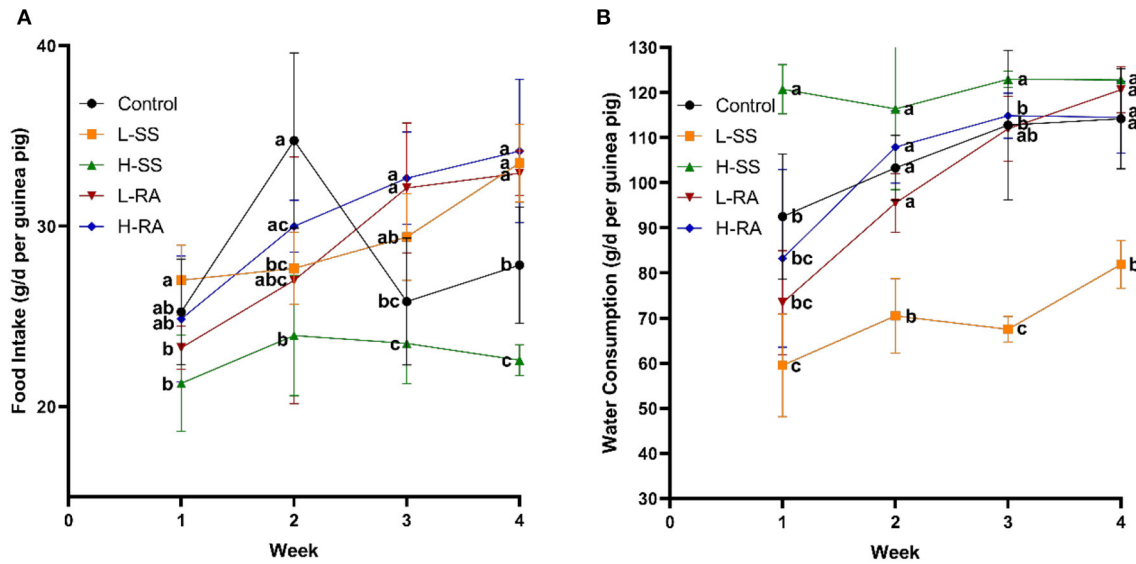 A
Food Intake (g/d per guinea pig)
40
30
20
Control
L-SS
H-SS
L-RA
H-RA
a
ab
ab
b
b
a
ac
bc
abc
b
a
a
ab
bc
c
a
a
a
b
c
0
1
2
3
4
Week
B
Water Consumption (g/d per guinea pig)
130
120
110
100
90
80
70
60
50
40
30
Control
L-SS
H-SS
L-RA
H-RA
a
b
bc
bc
c
a
a
a
a
b
a
b
b
ab
c
a
a
a
a
b
0
1
2
3
4
Week